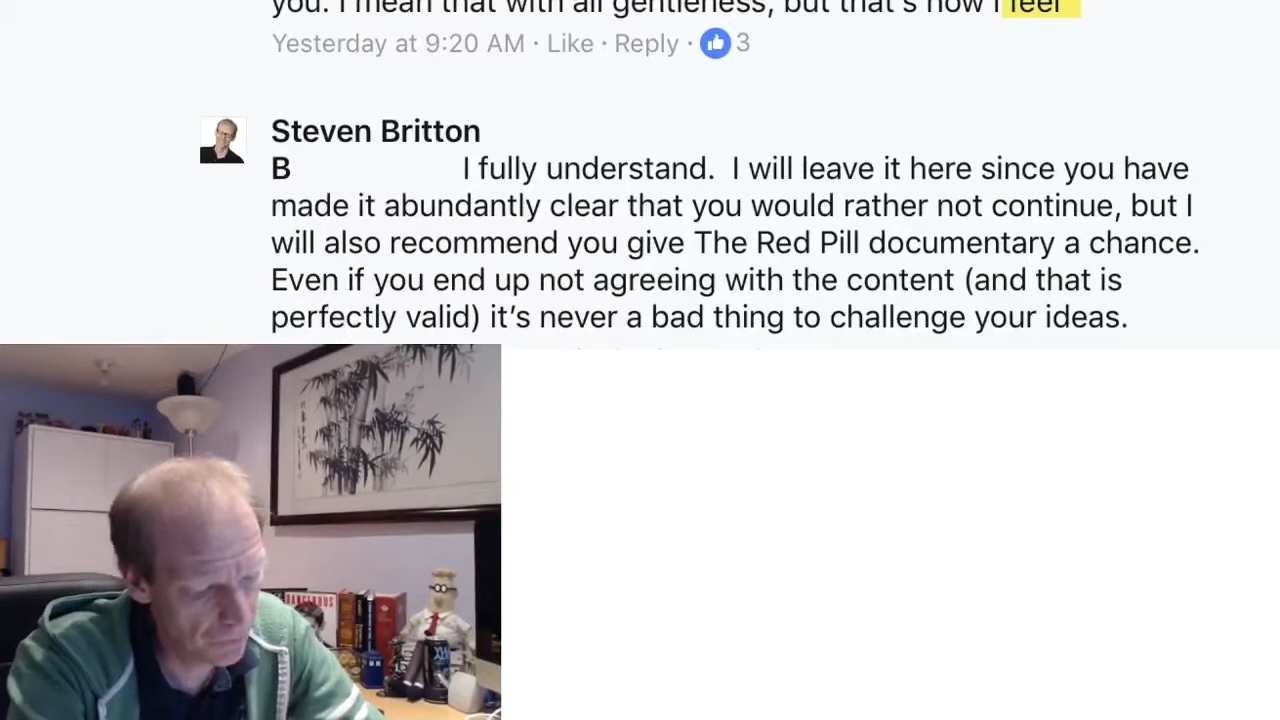 you. I mean that with all gentleness, but that's how I feel
Yesterday at 9:20 AM · Like · Reply · 3
Steven Britton
B I fully understand. I will leave it here since you have
made it abundantly clear that you would rather not continue, but I
will also recommend you give The Red Pill documentary a chance.
Even if you end up not agreeing with the content (and that is
perfectly valid) it’s never a bad thing to challenge your ideas.
DANGEROUS